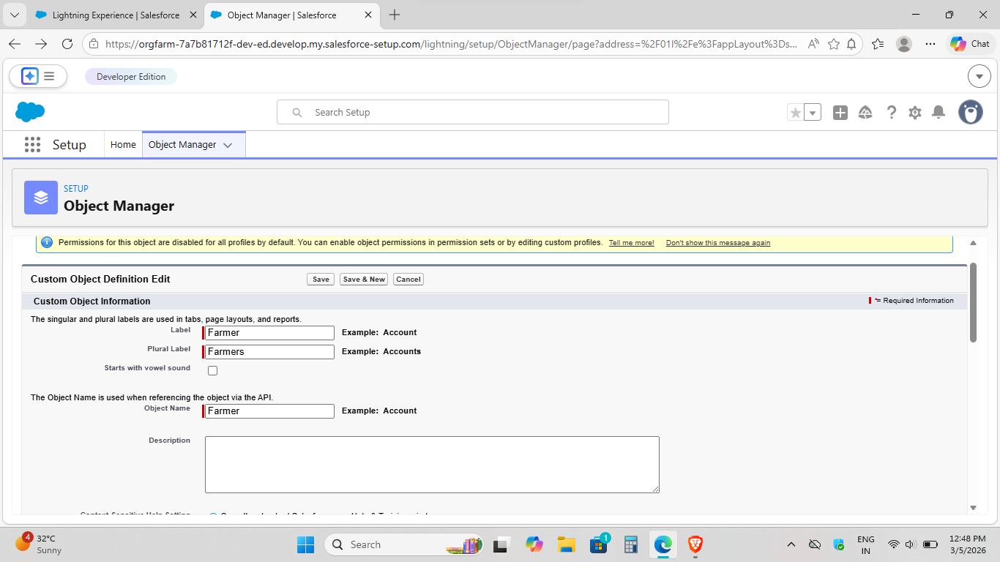 Lightning Experience | Salesforce
Object Manager | Salesforce
https://orgfarm-7a7b81712f-dev-ed.develop.my.salesforce-setup.com/lightning/setup/ObjectManager/page?address=%2F01I%2Fe%3FappLayout%3Ds...
Chat
Developer Edition
Search Setup
Setup
Home
Object Manager
SETUP
Object Manager
Permissions for this object are disabled for all profiles by default. You can enable object permissions in permission sets or by editing custom profiles. Tell me more! Don't show this message again
Custom Object Definition Edit
Save
Save & New
Cancel
Custom Object Information
*= Required Information
The singular and plural labels are used in tabs, page layouts, and reports.
Label
Farmer
Example: Account
Plural Label
Farmers
Example: Accounts
Starts with vowel sound
The Object Name is used when referencing the object via the API.
Object Name
Farmer
Example: Account
Description
4
32°C
Sunny
Search
1
ENG
IN
12:48 PM
3/5/2026